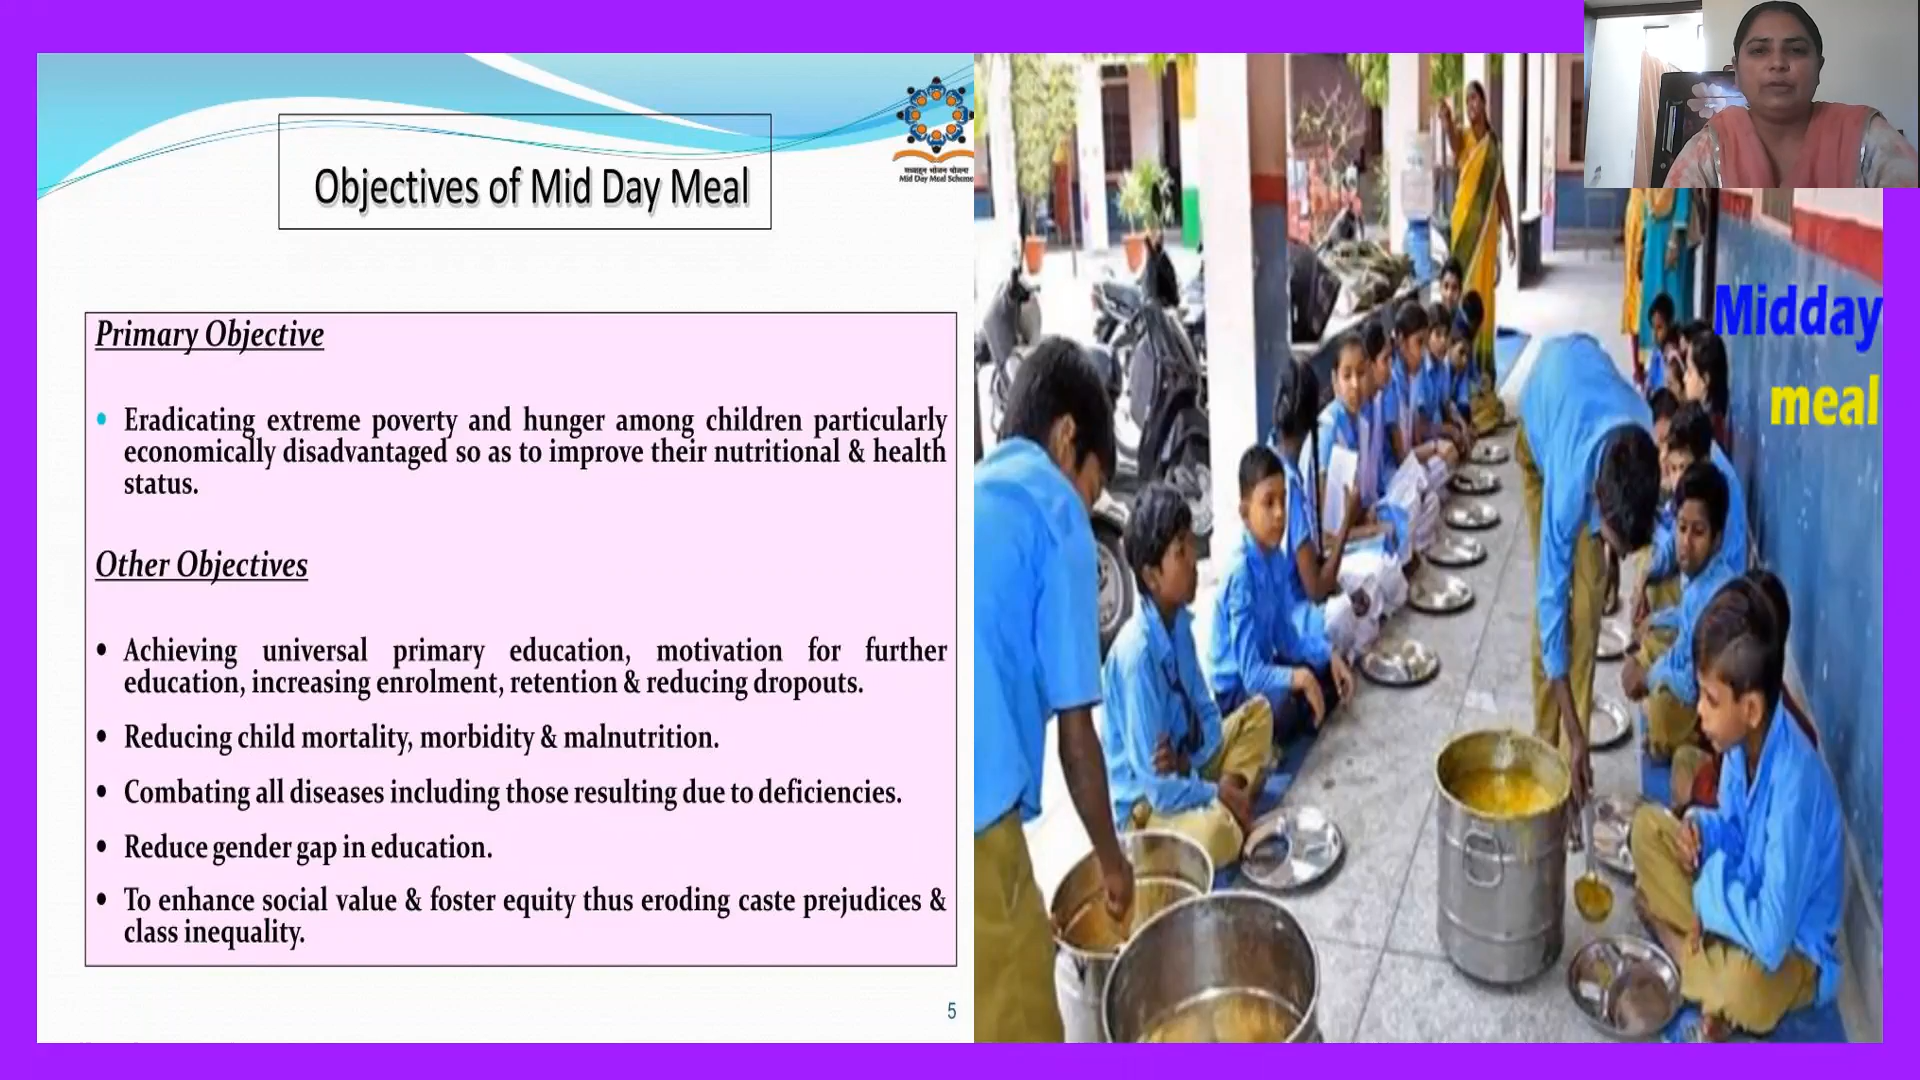 Objectives of Mid Day Meal
मध्याह्न भोजन योजना
Mid Day Meal Scheme
Primary Objective
• Eradicating extreme poverty and hunger among children particularly
economically disadvantaged so as to improve their nutritional & health
status.
Other Objectives
• Achieving universal primary education, motivation for further
education, increasing enrolment, retention & reducing dropouts.
• Reducing child mortality, morbidity & malnutrition.
• Combating all diseases including those resulting due to deficiencies.
• Reduce gender gap in education.
• To enhance social value & foster equity thus eroding caste prejudices &
class inequality.
5
Midday
meal